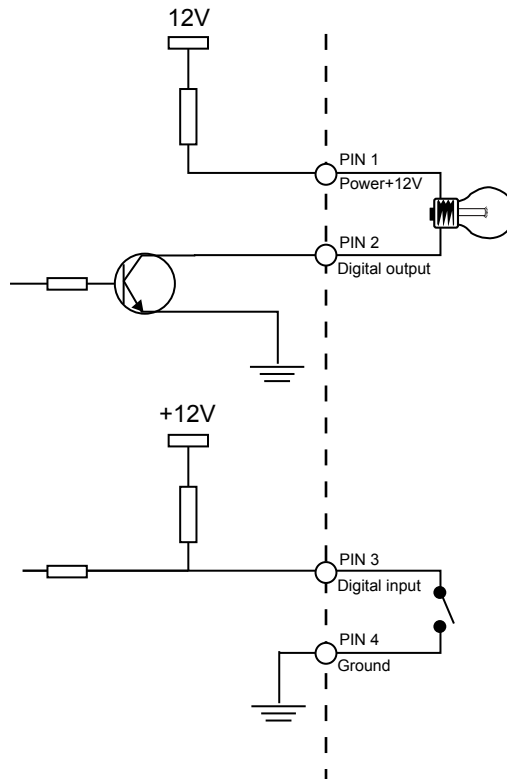 12V
PIN 1
Power+12V
PIN 2
Digital output
+12V
PIN 3
Digital input
PIN 4
Ground